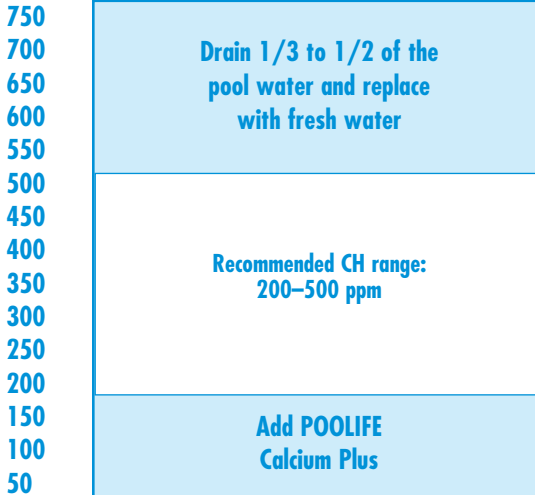 750
700
650
600
550
500
450
400
350
300
250
200
150
100
50
Drain 1/3 to 1/2 of the
pool water and replace
with fresh water
Recommended CH range:
200–500 ppm
Add POOLIFE
Calcium Plus